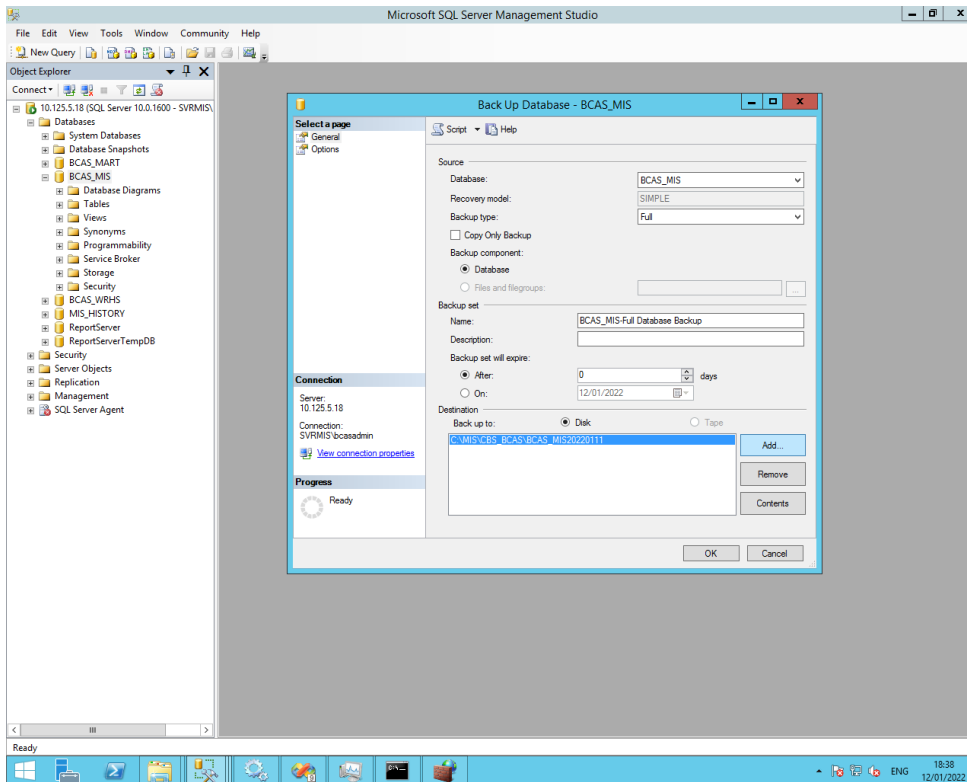 Microsoft SQL Server Management Studio
File Edit View Tools Window Community Help
New Query
Object Explorer
Connect
10.125.5.18 (SQL Server 10.0.1600 - SVRMIS\
Databases
System Databases
Database Snapshots
BCAS_MART
BCAS_MIS
Database Diagrams
Tables
Views
Synonyms
Programmability
Service Broker
Storage
Security
BCAS_WRHS
MIS_HISTORY
ReportServer
ReportServerTempDB
Security
Server Objects
Replication
Management
SQL Server Agent
Back Up Database - BCAS_MIS
Select a page
General
Options
Script Help
Source
Database: BCAS_MIS
Recovery model: SIMPLE
Backup type: Full
Copy Only Backup
Backup component:
Database
Files and filegroups: ...
Backup set
Name: BCAS_MIS-Full Database Backup
Description:
Backup set will expire:
After: 0 days
On: 12/01/2022
Destination
Back up to: Disk Tape
C:\MIS\CBS_BCAS\BCAS_MIS20220111
Add...
Remove
Contents
Connection
Server:
10.125.5.18
Connection:
SVRMIS\bcasadmin
View connection properties
Progress
Ready
OK Cancel
Ready
ENG
18:38
12/01/2022